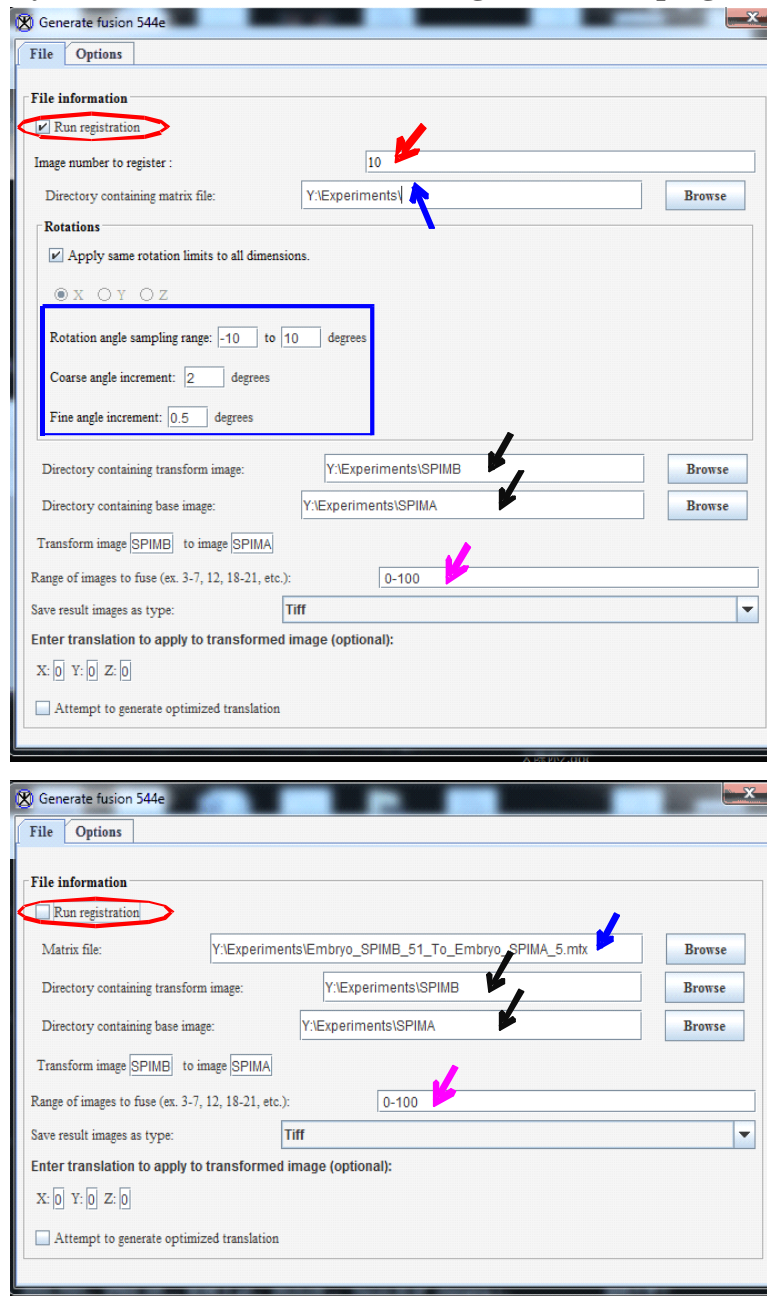 Generate fusion 544e
File Options
File information
Run registration
Image number to register : 10
Directory containing matrix file: Y:\Experiments\ Browse
Rotations
Apply same rotation limits to all dimensions.
X Y Z
Rotation angle sampling range: -10 to 10 degrees
Coarse angle increment: 2 degrees
Fine angle increment: 0.5 degrees
Directory containing transform image: Y:\Experiments\SPIMB Browse
Directory containing base image: Y:\Experiments\SPIMA Browse
Transform image SPIMB to image SPIMA
Range of images to fuse (ex. 3-7, 12, 18-21, etc.): 0-100
Save result images as type: Tiff
Enter translation to apply to transformed image (optional):
X: 0 Y: 0 Z: 0
Attempt to generate optimized translation
Generate fusion 544e
File Options
File information
Run registration
Matrix file: Y:\Experiments\Embryo_SPIMB_51_To_Embryo_SPIMA_5.mtx Browse
Directory containing transform image: Y:\Experiments\SPIMB Browse
Directory containing base image: Y:\Experiments\SPIMA Browse
Transform image SPIMB to image SPIMA
Range of images to fuse (ex. 3-7, 12, 18-21, etc.): 0-100
Save result images as type: Tiff
Enter translation to apply to transformed image (optional):
X: 0 Y: 0 Z: 0
Attempt to generate optimized translation